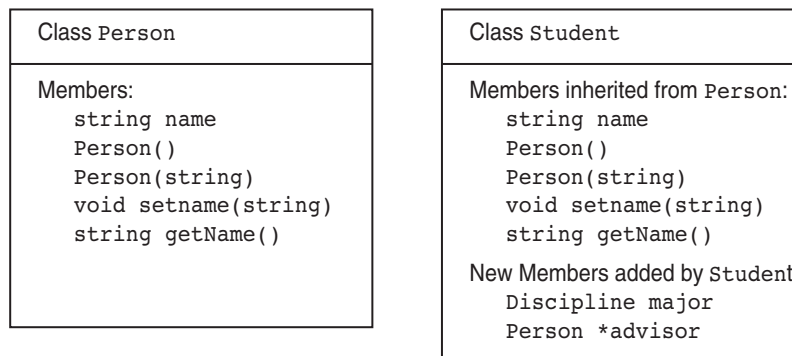 Class Person
Members:
string name
Person()
Person(string)
void setname(string)
string getName()
Class Student
Members inherited from Person:
string name
Person()
Person(string)
void setname(string)
string getName()
New Members added by Student
Discipline major
Person *advisor